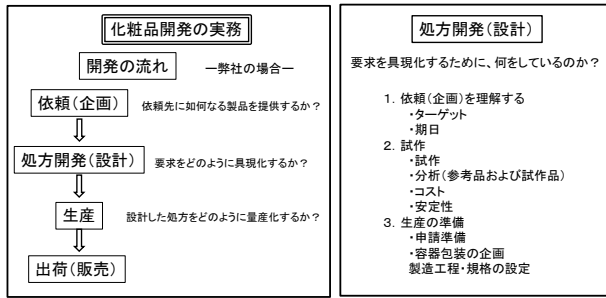 化粧品開発の実務
開発の流れ
ー弊社の場合ー
依頼(企画)
依頼先に如何なる製品を提供するか?
処方開発(設計)
要求をどのように具現化するか?
生産
設計した処方をどのように量産化するか?
出荷(販売)
処方開発(設計)
要求を具現化するために、何をしているのか?
1. 依頼(企画)を理解する
・ターゲット
・期日
2. 試作
・試作
・分析(参考品および試作品)
・コスト
・安定性
3. 生産の準備
・申請準備
・容器包装の企画
製造工程・規格の設定